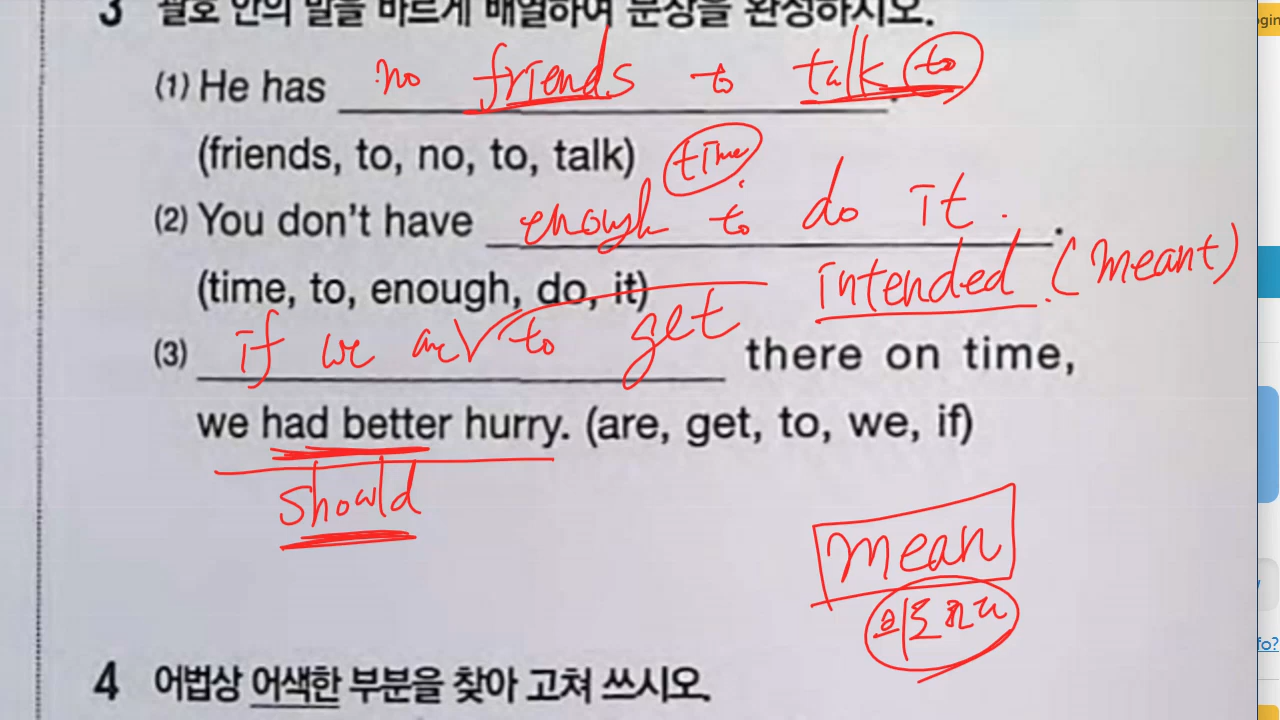 3 괄호 안의 말을 바르게 배열하여 문장을 완성하시오.
(1) He has no friends to talk to.
(friends, to, no, to, talk) time
(2) You don't have enough to do it.
(time, to, enough, do, it) intended (meant)
(3) if we are to get there on time,
we had better hurry. (are, get, to, we, if)
should
mean
의도하다
4 어법상 어색한 부분을 찾아 고쳐 쓰시오.
fo?